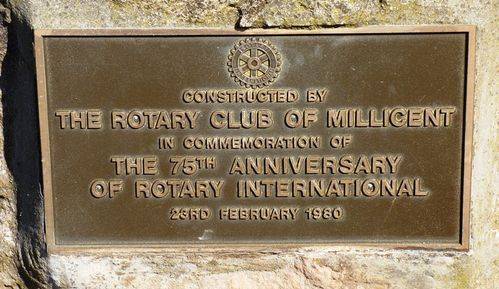 CONSTRUCTED BY
THE ROTARY CLUB OF MILLICENT
IN COMMEMORATION OF
THE 75TH ANNIVERSARY
OF ROTARY INTERNATIONAL
23RD FEBRUARY 1980